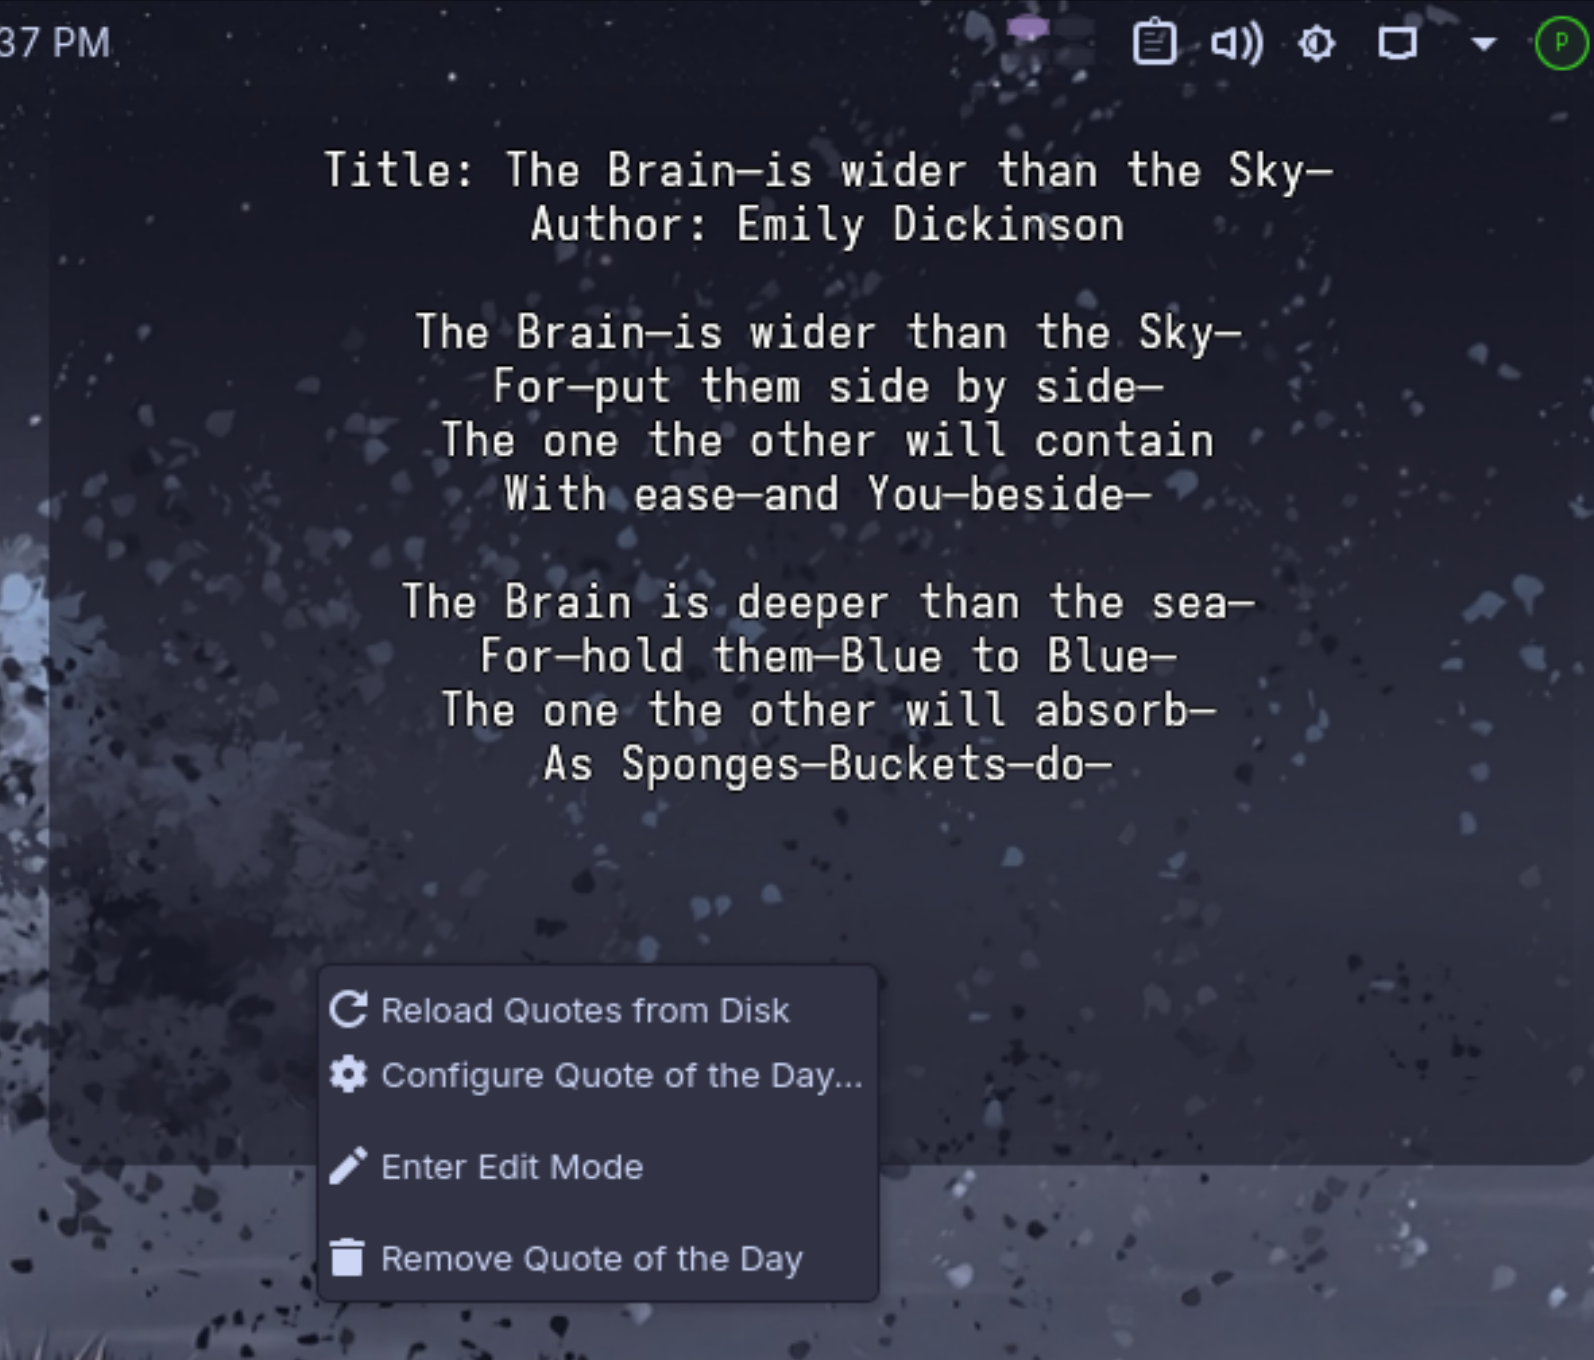 37 PM
P
Title: The Brain—is wider than the Sky—
Author: Emily Dickinson
The Brain—is wider than the Sky—
For—put them side by side—
The one the other will contain
With ease—and You—beside—
The Brain is deeper than the sea—
For—hold them—Blue to Blue—
The one the other will absorb—
As Sponges—Buckets—do—
Reload Quotes from Disk
Configure Quote of the Day...
Enter Edit Mode
Remove Quote of the Day